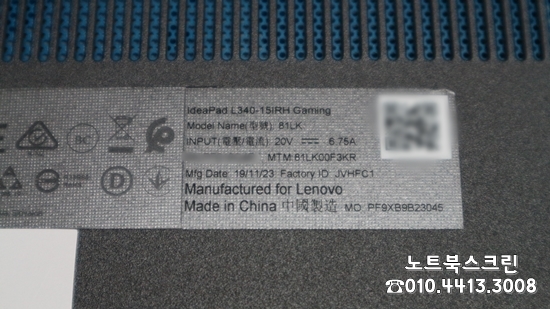 IdeaPad L340-15IRH Gaming
Model Name(型號): 81LK
INPUT(電壓/電流): 20V ⎓ 6.75A
MTM:81LK00F3KR
Mfg Date: 19/11/23 Factory ID: JVHFC1
Manufactured for Lenovo
Made in China 中國製造 MO: PF9XB9B23045
노트북스크린
☎010.4413.3008